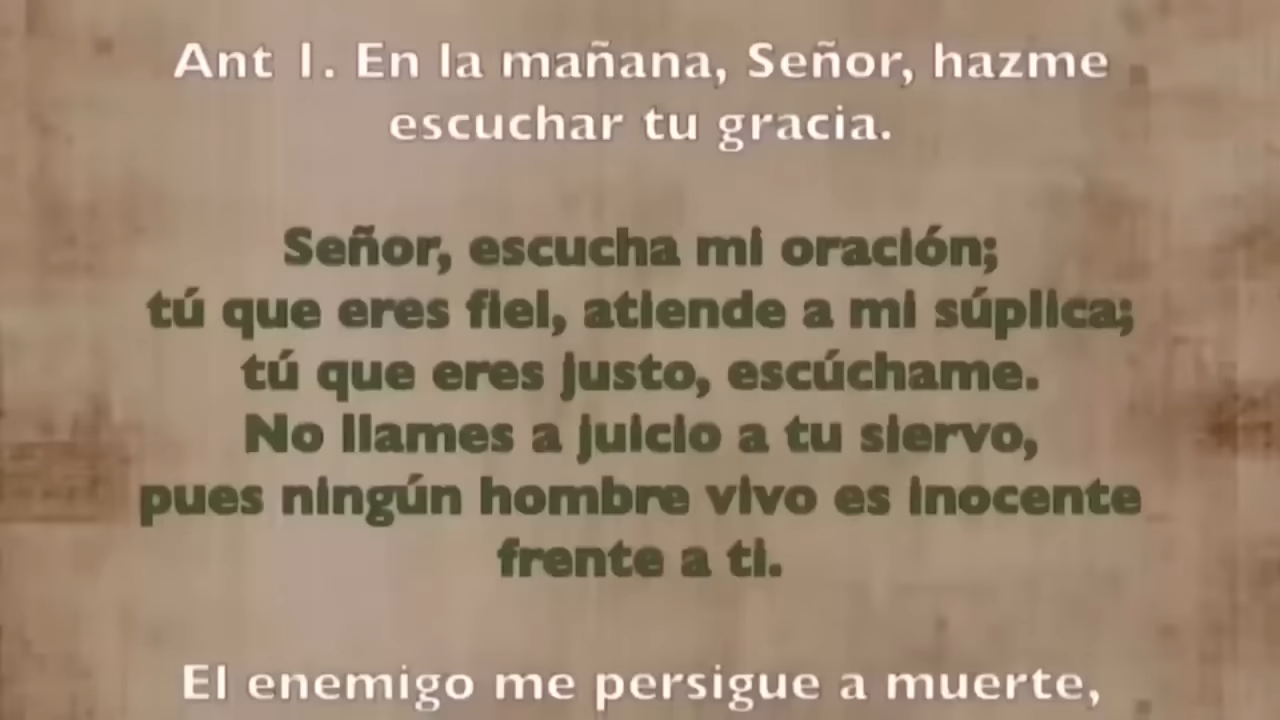 Ant 1. En la mañana, Señor, hazme
escuchar tu gracia.
Señor, escucha mi oración;
tú que eres fiel, atiende a mi súplica;
tú que eres justo, escúchame.
No llames a juicio a tu siervo,
pues ningún hombre vivo es inocente
frente a ti.
El enemigo me persigue a muerte,